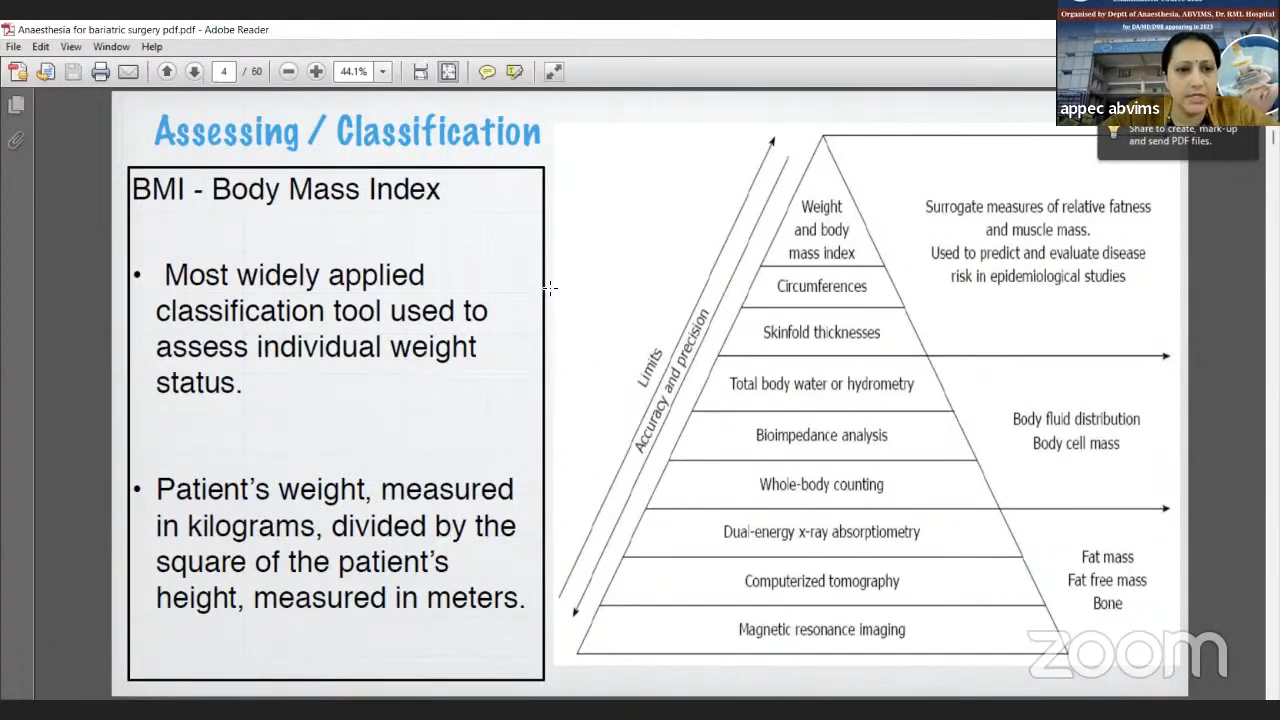 Anaesthesia for bariatric surgery pdf.pdf - Adobe Reader
File Edit View Window Help
4 / 60
44.1%
Organised by Deptt of Anaesthesia, ABVIMS, Dr. RML Hospital
for DA/MD/DNB appearing in 2023
appec abvims
Share to create, mark-up
and send PDF files.
Assessing / Classification
BMI - Body Mass Index
• Most widely applied
classification tool used to
assess individual weight
status.
• Patient's weight, measured
in kilograms, divided by the
square of the patient's
height, measured in meters.
Limits
Accuracy and precision
Weight
and body
mass index
Circumferences
Skinfold thicknesses
Total body water or hydrometry
Bioimpedance analysis
Whole-body counting
Dual-energy x-ray absorptiometry
Computerized tomography
Magnetic resonance imaging
Surrogate measures of relative fatness
and muscle mass.
Used to predict and evaluate disease
risk in epidemiological studies
Body fluid distribution
Body cell mass
Fat mass
Fat free mass
Bone
zoom